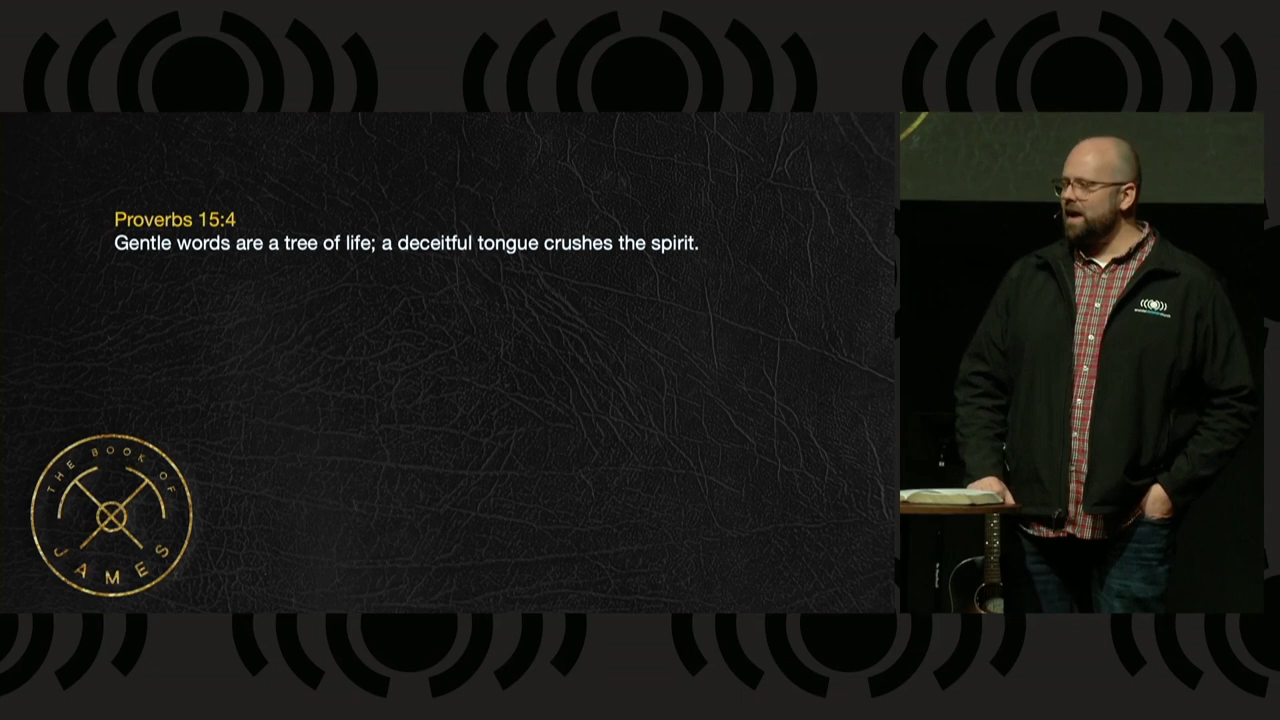 Proverbs 15:4
Gentle words are a tree of life; a deceitful tongue crushes the spirit.
THE BOOK OF
JAMES